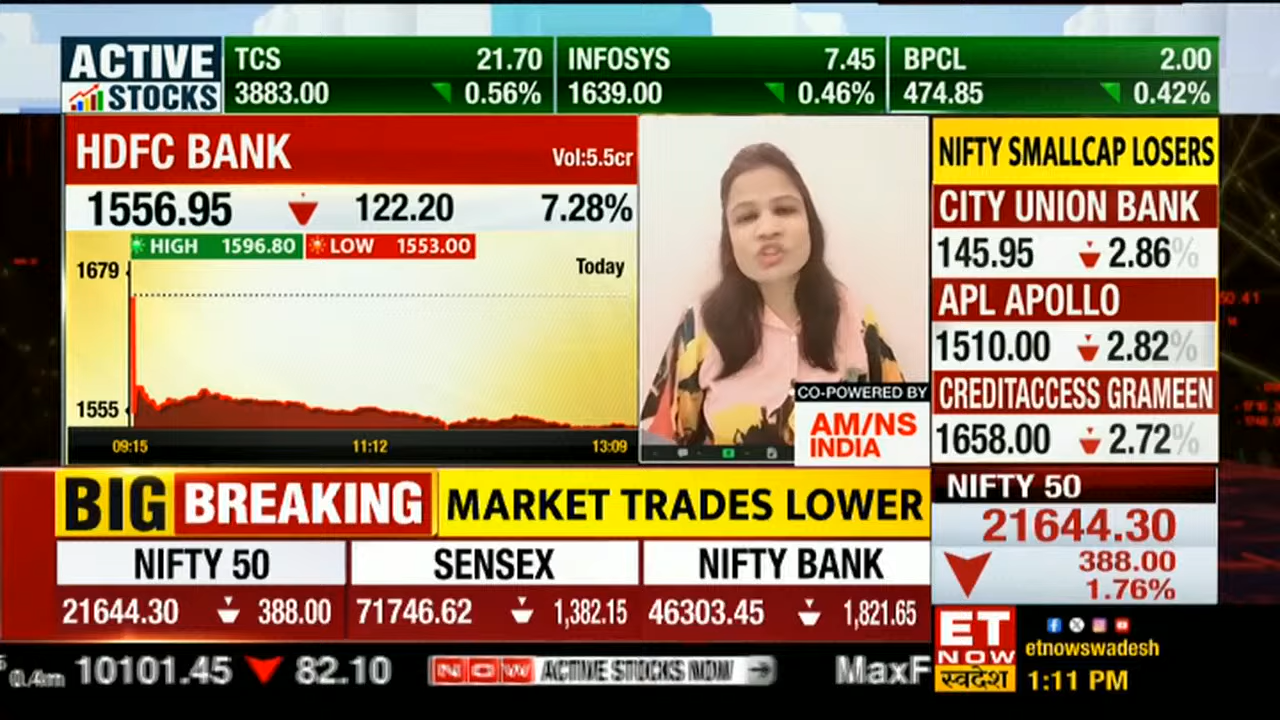 ACTIVE
STOCKS
TCS 21.70
3883.00 0.56%
INFOSYS 7.45
1639.00 0.46%
BPCL 2.00
474.85 0.42%
HDFC BANK Vol:5.5cr
1556.95 122.20 7.28%
HIGH 1596.80 LOW 1553.00
Today
1679
1555
09:15 11:12 13:09
CO-POWERED BY
AM/NS
INDIA
NIFTY SMALLCAP LOSERS
CITY UNION BANK
145.95 2.86%
APL APOLLO
1510.00 2.82%
CREDITACCESS GRAMEEN
1658.00 2.72%
NIFTY 50
21644.30
388.00
1.76%
BIG BREAKING MARKET TRADES LOWER
NIFTY 50 SENSEX NIFTY BANK
21644.30 388.00 71746.62 1,382.15 46303.45 1,821.65
0.4m 10101.45 82.10 NOW ACTIVE STOCKS NOW MaxF
ET
NOW
स्वदेश
etnowswadesh
1:11 PM